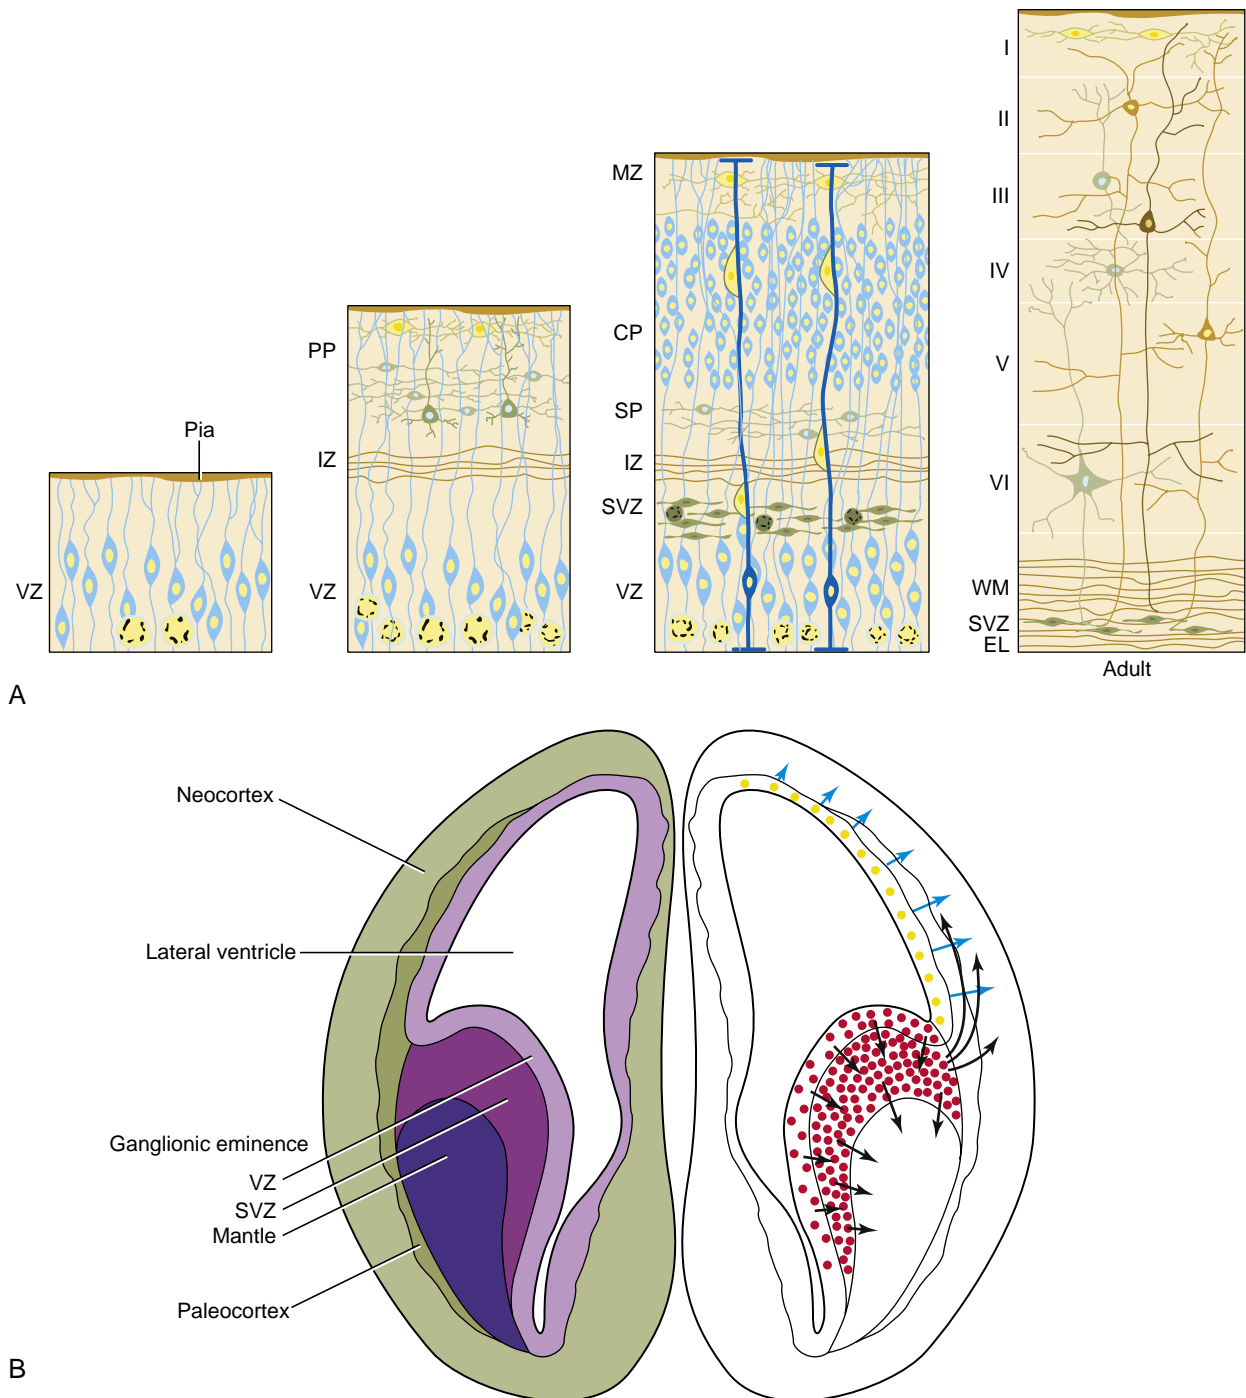 Pia
VZ
PP
IZ
VZ
MZ
CP
SP
IZ
SVZ
VZ
I
II
III
IV
V
VI
WM
SVZ
EL
Adult
A
Neocortex
Lateral ventricle
Ganglionic eminence
VZ
SVZ
Mantle
Paleocortex
B